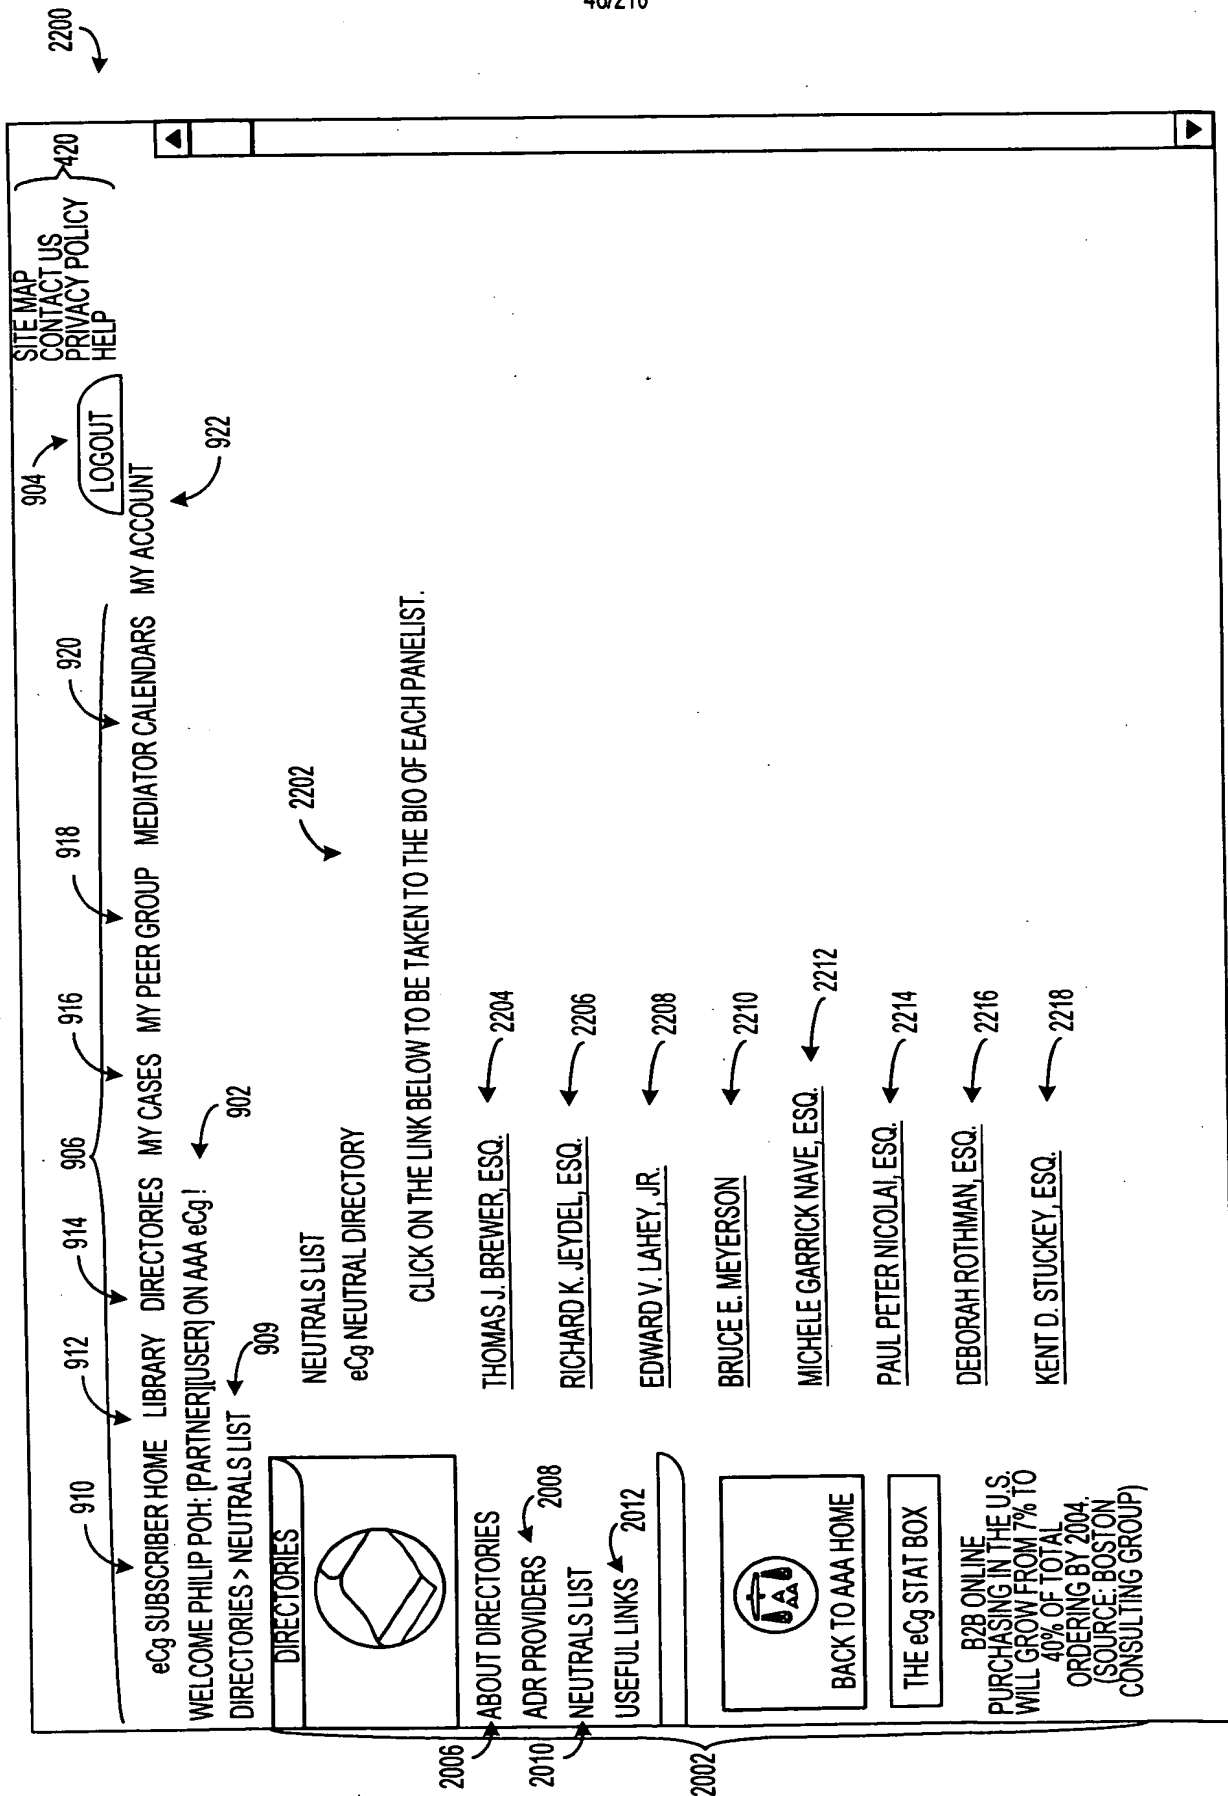 48/216
2200
SITE MAP
CONTACT US
PRIVACY POLICY
HELP
420
904
LOGOUT
906
910
912
914
916
918
920
922
eCg SUBSCRIBER HOME LIBRARY DIRECTORIES MY CASES MY PEER GROUP MEDIATOR CALENDARS MY ACCOUNT
WELCOME PHILIP POH: [PARTNER][USER] ON AAA eCg!
902
DIRECTORIES > NEUTRALS LIST
909
DIRECTORIES
2006
ABOUT DIRECTORIES
ADR PROVIDERS
2008
2010
NEUTRALS LIST
USEFUL LINKS
2012
2002
AAA
BACK TO AAA HOME
THE eCg STAT BOX
B2B ONLINE
PURCHASING IN THE U.S.
WILL GROW FROM 7% TO
40% OF TOTAL
ORDERING BY 2004.
(SOURCE: BOSTON
CONSULTING GROUP)
NEUTRALS LIST
eCg NEUTRAL DIRECTORY
2202
CLICK ON THE LINK BELOW TO BE TAKEN TO THE BIO OF EACH PANELIST.
THOMAS J. BREWER, ESQ.
2204
RICHARD K. JEYDEL, ESQ.
2206
EDWARD V. LAHEY, JR.
2208
BRUCE E. MEYERSON
2210
MICHELE GARRICK NAVE, ESQ.
2212
PAUL PETER NICOLAI, ESQ.
2214
DEBORAH ROTHMAN, ESQ.
2216
KENT D. STUCKEY, ESQ.
2218